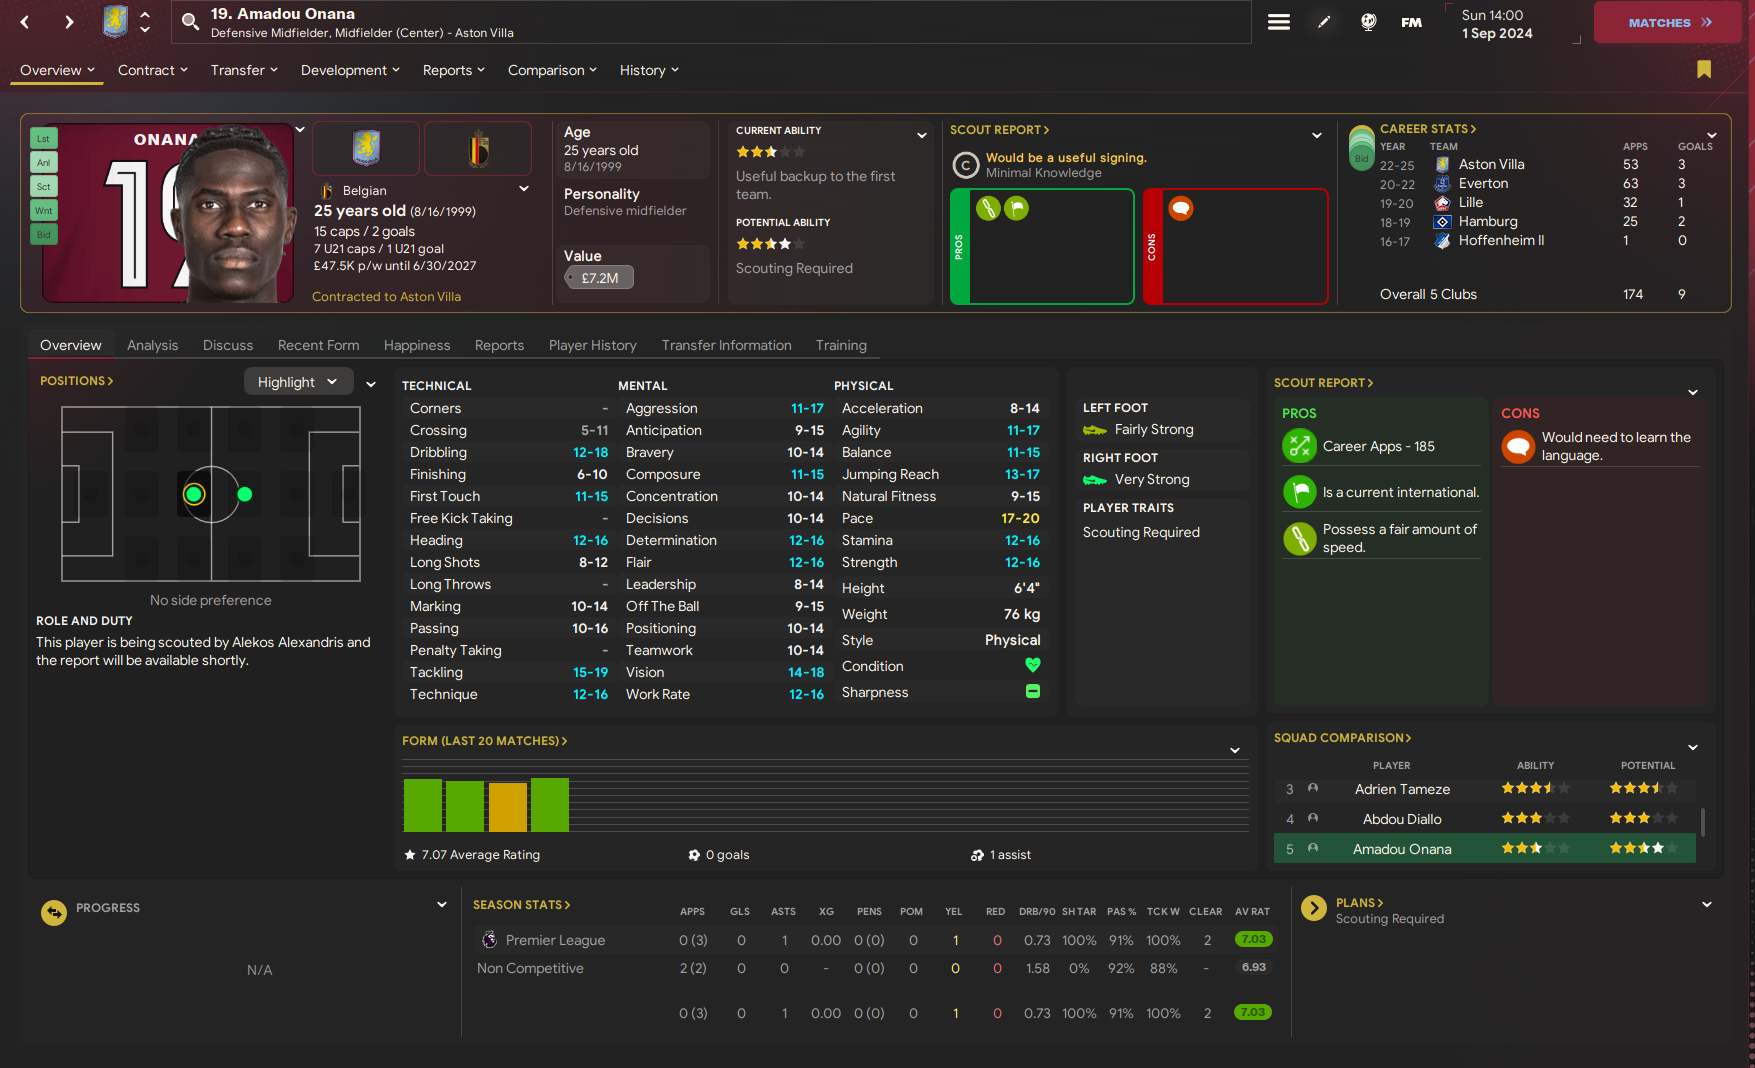 19. Amadou Onana
Defensive Midfielder, Midfielder (Center) - Aston Villa
FM
Sun 14:00
1 Sep 2024
MATCHES
Overview Contract Transfer Development Reports Comparison History
Lst
Anl
Sct
Wnt
Bid
ONANA
19
Belgian
25 years old (8/16/1999)
15 caps / 2 goals
7 U21 caps / 1 U21 goal
£47.5K p/w until 6/30/2027
Contracted to Aston Villa
Age
25 years old
8/16/1999
Personality
Defensive midfielder
Value
£7.2M
CURRENT ABILITY
Useful backup to the first
team.
POTENTIAL ABILITY
Scouting Required
SCOUT REPORT
C
Would be a useful signing.
Minimal Knowledge
PROS
CONS
Bid
CAREER STATS
YEAR TEAM APPS GOALS
22-25 Aston Villa 53 3
20-22 Everton 63 3
19-20 Lille 32 1
18-19 Hamburg 25 2
16-17 Hoffenheim II 1 0
Overall 5 Clubs 174 9
Overview Analysis Discuss Recent Form Happiness Reports Player History Transfer Information Training
POSITIONS
Highlight
No side preference
ROLE AND DUTY
This player is being scouted by Alekos Alexandris and
the report will be available shortly.
TECHNICAL
Corners -
Crossing 5-11
Dribbling 12-18
Finishing 6-10
First Touch 11-15
Free Kick Taking -
Heading 12-16
Long Shots 8-12
Long Throws -
Marking 10-14
Passing 10-16
Penalty Taking -
Tackling 15-19
Technique 12-16
MENTAL
Aggression 11-17
Anticipation 9-15
Bravery 10-14
Composure 11-15
Concentration 10-14
Decisions 10-14
Determination 12-16
Flair 12-16
Leadership 8-14
Off The Ball 9-15
Positioning 10-14
Teamwork 10-14
Vision 14-18
Work Rate 12-16
PHYSICAL
Acceleration 8-14
Agility 11-17
Balance 11-15
Jumping Reach 13-17
Natural Fitness 9-15
Pace 17-20
Stamina 12-16
Strength 12-16
Height 6'4"
Weight 76 kg
Style Physical
Condition
Sharpness
LEFT FOOT
Fairly Strong
RIGHT FOOT
Very Strong
PLAYER TRAITS
Scouting Required
SCOUT REPORT
PROS
Career Apps - 185
Is a current international.
Possess a fair amount of
speed.
CONS
Would need to learn the
language.
FORM (LAST 20 MATCHES)
7.07 Average Rating 0 goals 1 assist
SQUAD COMPARISON
PLAYER ABILITY POTENTIAL
3 Adrien Tameze
4 Abdou Diallo
5 Amadou Onana
PROGRESS
N/A
SEASON STATS
APPS GLS ASTS XG PENS POM YEL RED DRB/90 SH TAR PAS % TCK W CLEAR AV RAT
Premier League 0 (3) 0 1 0.00 0 (0) 0 1 0 0.73 100% 91% 100% 2 7.03
Non Competitive 2 (2) 0 0 - 0 (0) 0 0 0 1.58 0% 92% 88% - 6.93
0 (3) 0 1 0.00 0 (0) 0 1 0 0.73 100% 91% 100% 2 7.03
PLANS
Scouting Required